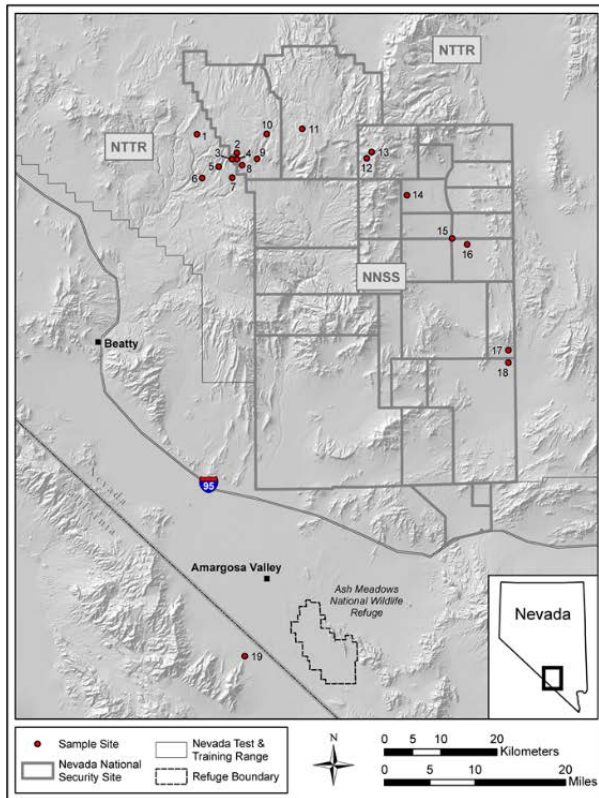 NTTR
NTTR
1
2
3
4
5
6
7
8
9
10
11
12
13
14
15
16
NNSS
Beatty
17
18
Nevada
California
95
Amargosa Valley
Ash Meadows
National Wildlife
Refuge
19
Nevada
Sample Site
Nevada National
Security Site
Nevada Test &
Training Range
Refuge Boundary
N
0 5 10 20
Kilometers
0 5 10 20
Miles